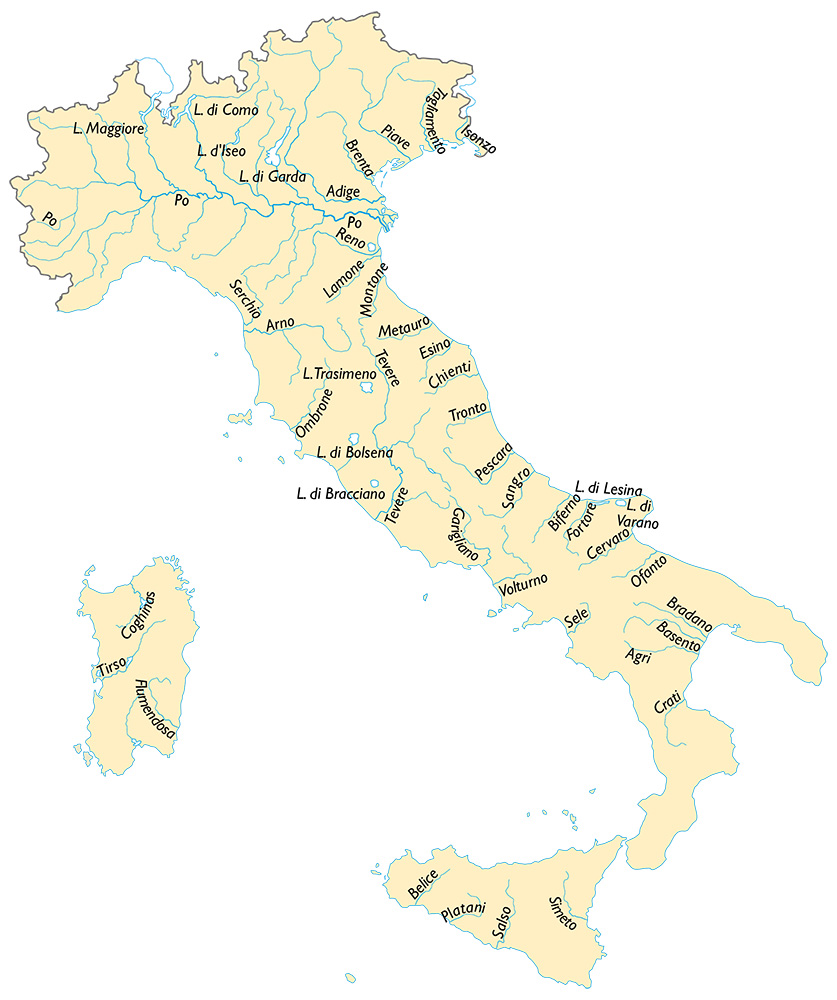 L. di Como
Tagliamento
L. Maggiore
Piave
Isonzo
L. d'Iseo
Brenta
L. di Garda
Adige
Po
Po
Po
Reno
Lamone
Montone
Serchio
Arno
Metauro
Esino
Tevere
L.Trasimeno
Chienti
Ombrone
Tronto
L. di Bolsena
Pescara
Sangro
L. di Bracciano
Tevere
L. di Lesina
L. di
Varano
Biferno
Fortore
Cervaro
Garigliano
Ofanto
Volturno
Coghinas
Sele
Bradano
Basento
Agri
Tirso
Flumendosa
Crati
Belice
Platani
Salso
Simeto